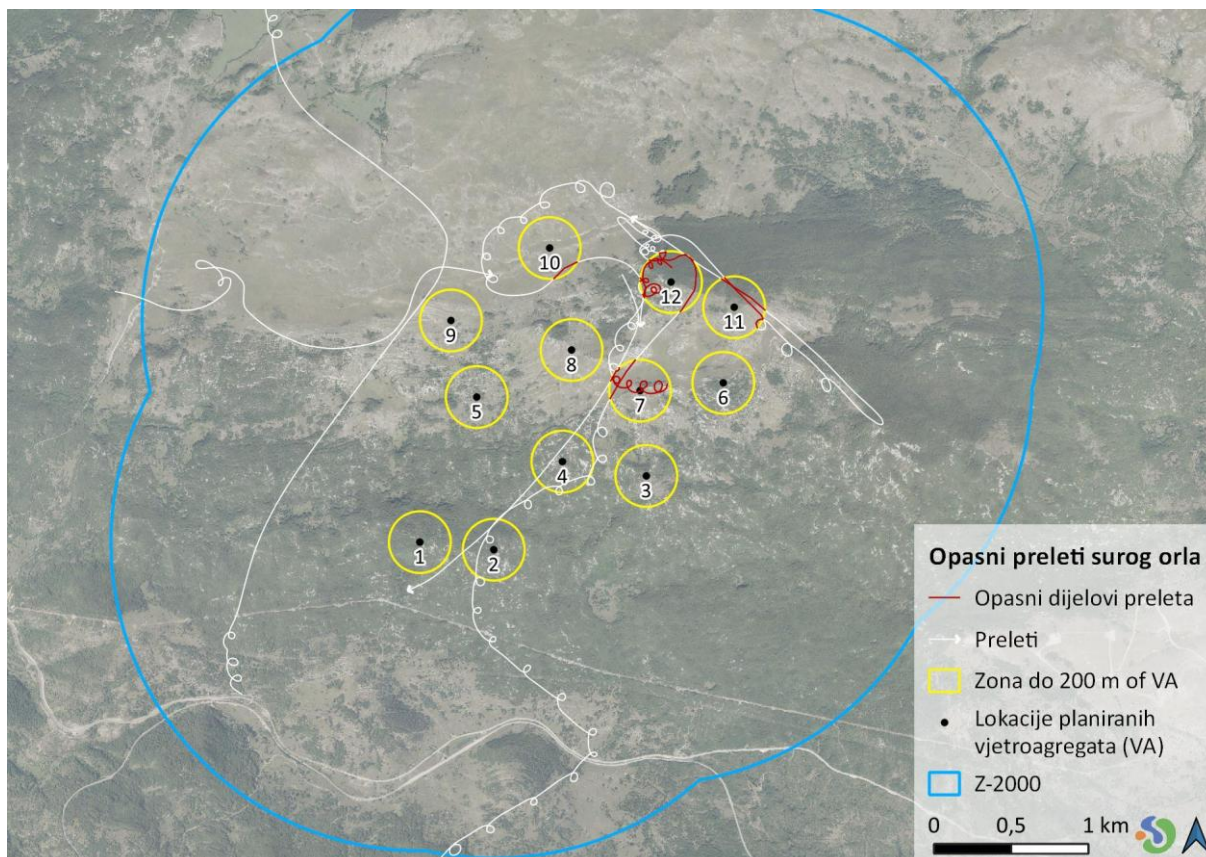 10
12
11
9
8
7
6
5
4
3
1
2
Opasni preleti surog orla
Opasni dijelovi preleta
Preleti
Zona do 200 m of VA
Lokacije planiranih
vjetroagregata (VA)
Z-2000
0 0,5 1 km